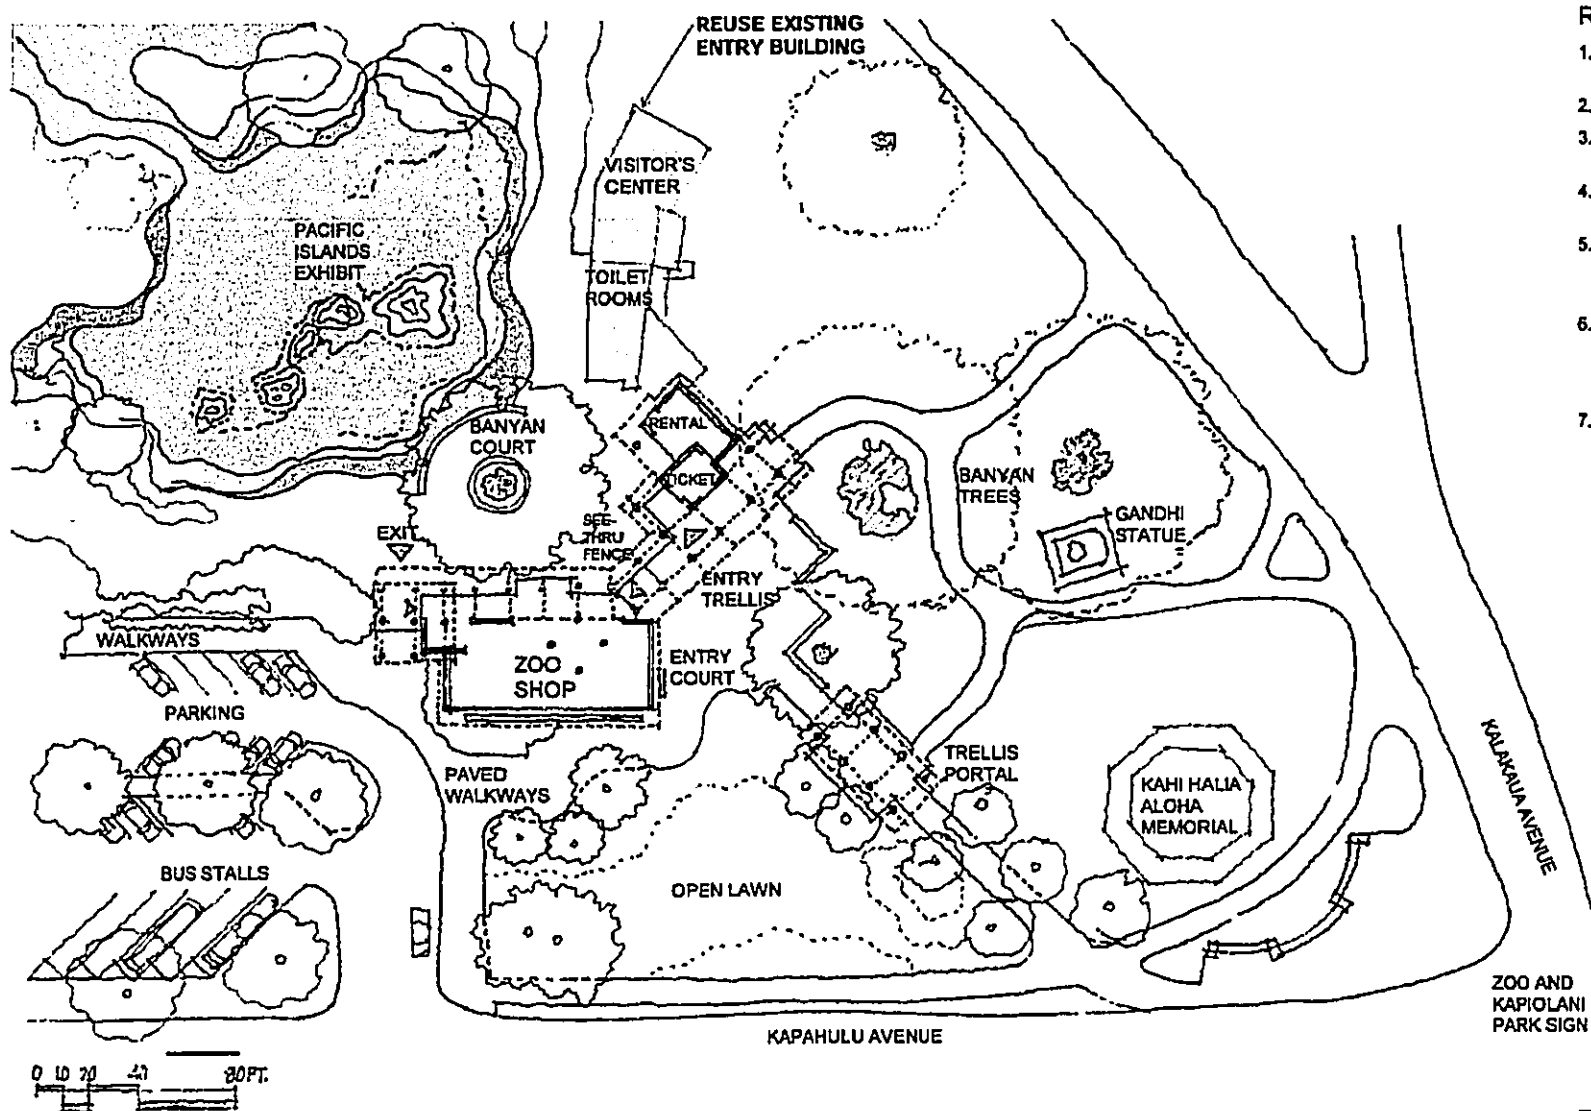 REUSE EXISTING
ENTRY BUILDING
R
1.
2.
3.
4.
5.
6.
7.
VISITOR'S
CENTER
PACIFIC
ISLANDS
EXHIBIT
TOILET
ROOMS
BANYAN
COURT
RENTAL
TICKET
BANYAN
TREES
GANDHI
STATUE
SEE-
THRU
FENCE
EXIT
ENTRY
TRELLIS
WALKWAYS
ZOO
SHOP
ENTRY
COURT
PARKING
PAVED
WALKWAYS
TRELLIS
PORTAL
KAHI HALIA
ALOHA
MEMORIAL
KALAKAUA AVENUE
BUS STALLS
OPEN LAWN
KAPAHULU AVENUE
ZOO AND
KAPIOLANI
PARK SIGN
0 10 20 40 80 FT.